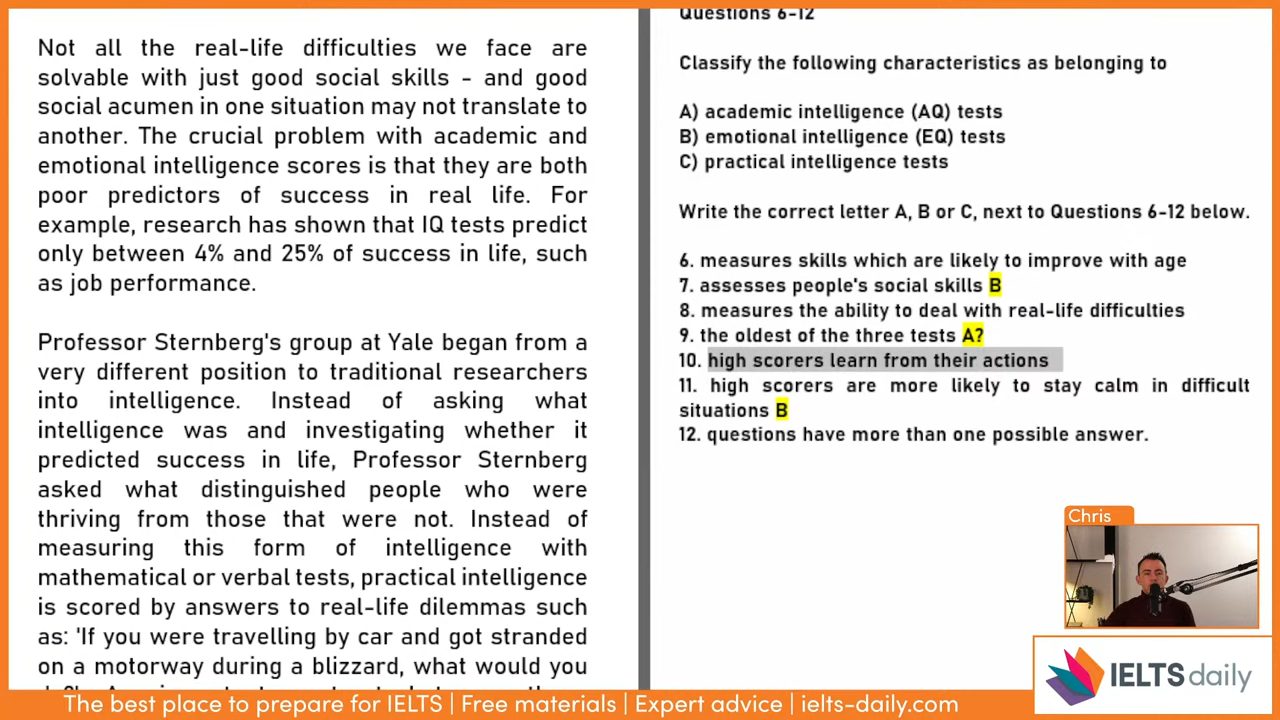 Not all the real-life difficulties we face are
solvable with just good social skills - and good
social acumen in one situation may not translate to
another. The crucial problem with academic and
emotional intelligence scores is that they are both
poor predictors of success in real life. For
example, research has shown that IQ tests predict
only between 4% and 25% of success in life, such
as job performance.
Professor Sternberg's group at Yale began from a
very different position to traditional researchers
into intelligence. Instead of asking what
intelligence was and investigating whether it
predicted success in life, Professor Sternberg
asked what distinguished people who were
thriving from those that were not. Instead of
measuring this form of intelligence with
mathematical or verbal tests, practical intelligence
is scored by answers to real-life dilemmas such
as: 'If you were travelling by car and got stranded
on a motorway during a blizzard, what would you
Questions 6-12
Classify the following characteristics as belonging to
A) academic intelligence (AQ) tests
B) emotional intelligence (EQ) tests
C) practical intelligence tests
Write the correct letter A, B or C, next to Questions 6-12 below.
6. measures skills which are likely to improve with age
7. assesses people's social skills B
8. measures the ability to deal with real-life difficulties
9. the oldest of the three tests A?
10. high scorers learn from their actions
11. high scorers are more likely to stay calm in difficult
situations B
12. questions have more than one possible answer.
Chris
IELTS daily
The best place to prepare for IELTS | Free materials | Expert advice | ielts-daily.com